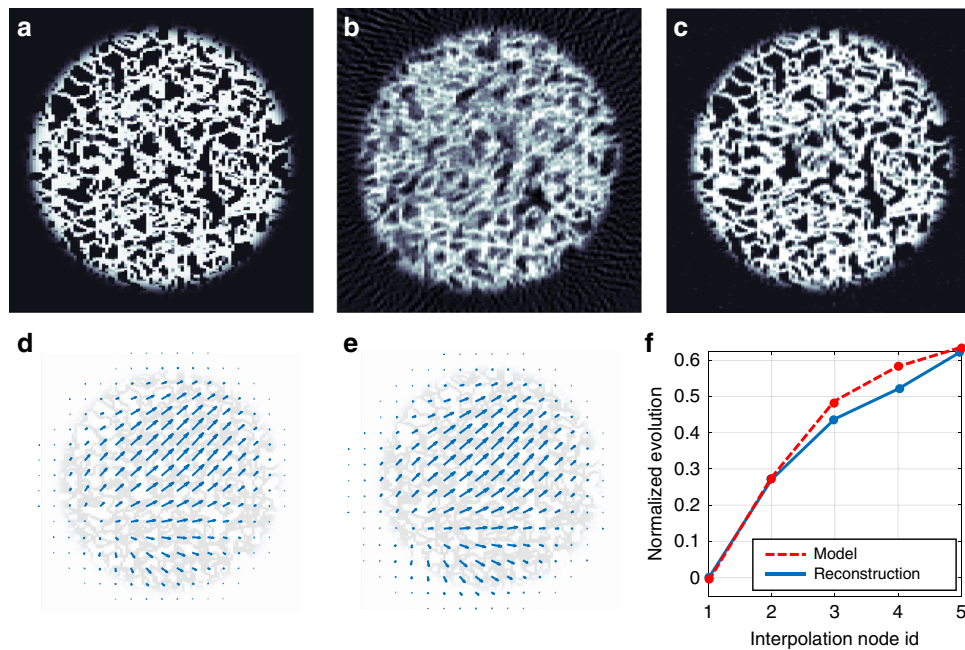 a
b
c
d
e
f
Normalized evolution
0.6
0.5
0.4
0.3
0.2
0.1
0
Model
Reconstruction
1
2
3
4
5
Interpolation node id